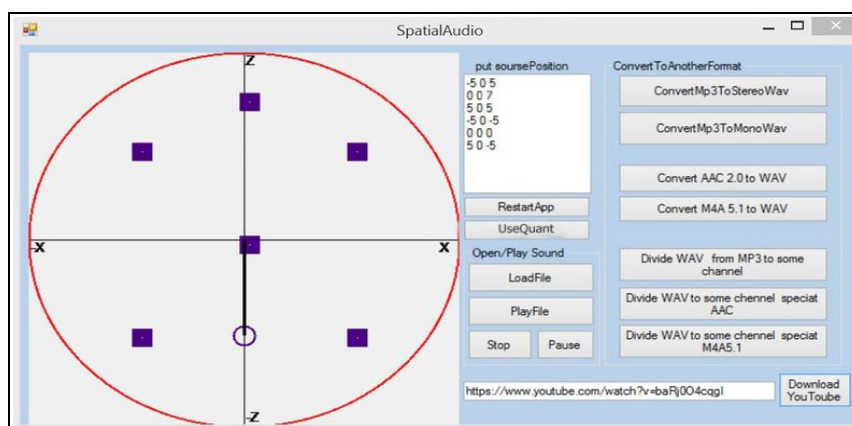 SpatialAudio
Z
-X
X
-Z
put soursePosition
-5 0 5
0 0 7
5 0 5
-5 0 -5
0 0 0
5 0 -5
RestartApp
UseQuant
Open/Play Sound
LoadFile
PlayFile
Stop
Pause
ConvertToAnotherFormat
ConvertMp3ToStereoWav
ConvertMp3ToMonoWav
Convert AAC 2.0 to WAV
Convert M4A 5.1 to WAV
Divide WAV from MP3 to some
channel
Divide WAV to some chennel speciat
AAC
Divide WAV to some chennel speciat
M4A5.1
https://www.youtube.com/watch?v=baRj0O4cqgI
Download
YouToube